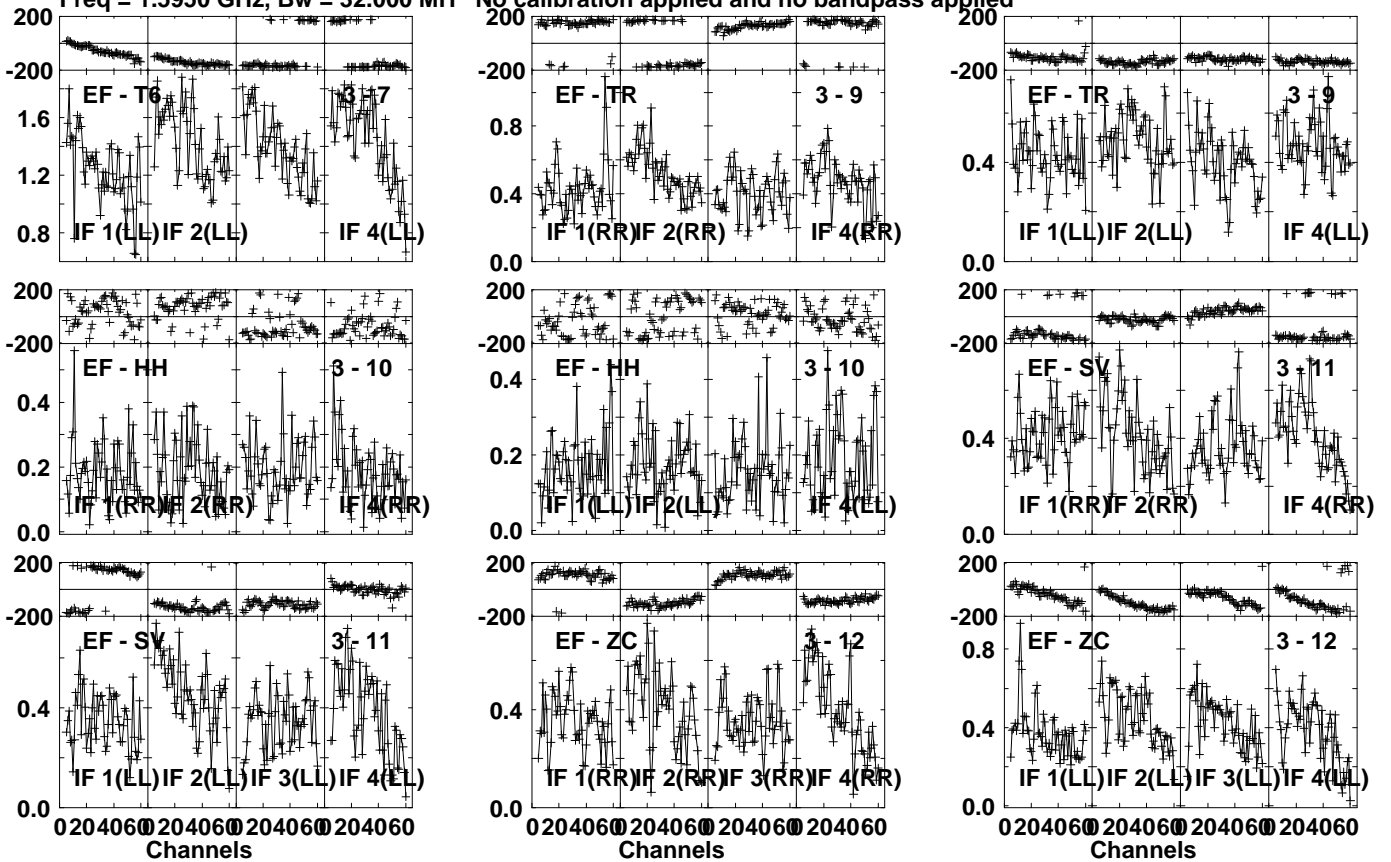 Freq = 1.5950 GHz, Bw = 32.000 MH No calibration applied and no bandpass applied
200
-200
EF - T6
3 - 7
1.6
1.2
0.8
IF 1(LL)
IF 2(LL)
IF 4(LL)
EF - TR
3 - 9
0.8
0.4
0.0
IF 1(RR)
IF 2(RR)
IF 4(RR)
200
-200
EF - TR
3 - 9
0.4
0.0
IF 1(LL)
IF 2(LL)
IF 4(LL)
200
-200
EF - HH
3 - 10
0.4
0.2
0.0
IF 1(RR)
IF 2(RR)
IF 4(RR)
200
-200
EF - HH
3 - 10
0.4
0.2
0.0
IF 1(LL)
IF 2(LL)
IF 4(LL)
200
-200
EF - SV
3 - 11
0.4
0.0
IF 1(RR)
IF 2(RR)
IF 4(RR)
200
-200
EF - SV
3 - 11
0.4
0.0
IF 1(LL)
IF 2(LL)
IF 3(LL)
IF 4(LL)
0 20 40 60 0 20 40 60 0 20 40 60 0 20 40 60
Channels
200
-200
EF - ZC
3 - 12
0.4
0.0
IF 1(RR)
IF 2(RR)
IF 3(RR)
IF 4(RR)
0 20 40 60 0 20 40 60 0 20 40 60 0 20 40 60
Channels
200
-200
EF - ZC
3 - 12
0.8
0.4
0.0
IF 1(LL)
IF 2(LL)
IF 3(LL)
IF 4(LL)
0 20 40 60 0 20 40 60 0 20 40 60 0 20 40 60
Channels